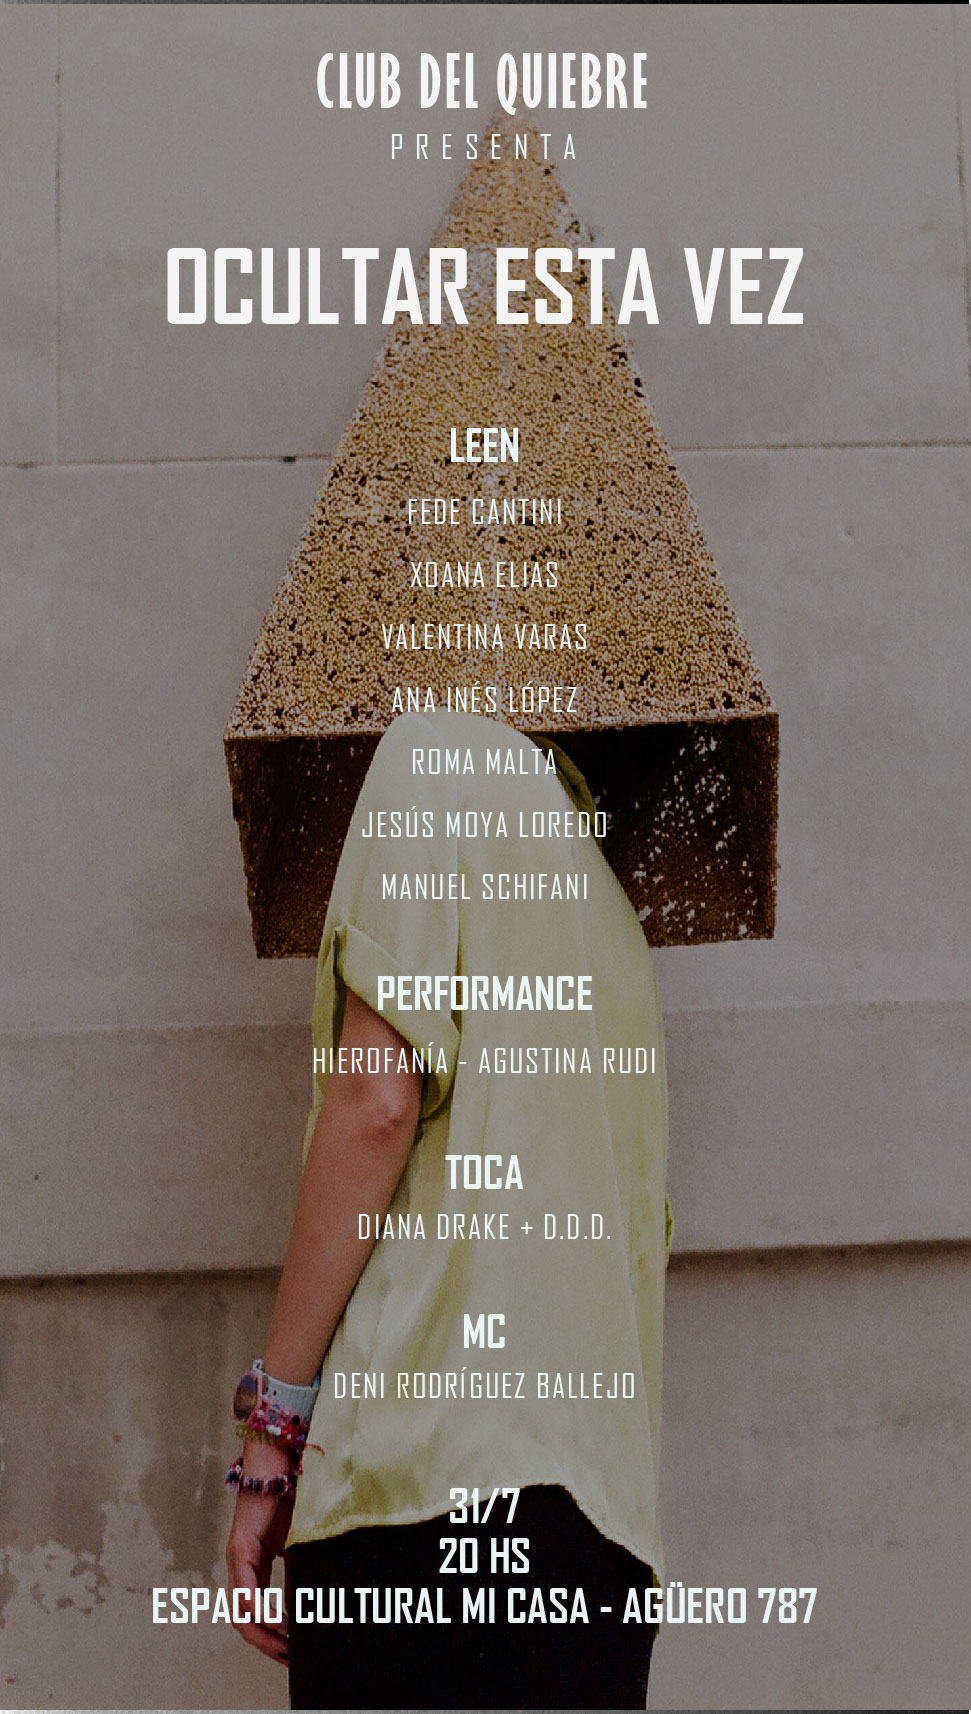 CLUB DEL QUIEBRE
PRESENTA
OCULTAR ESTA VEZ
LEEN
FEDE CANTINI
XOANA ELIAS
VALENTINA VARAS
ANA INÉS LÓPEZ
ROMA MALTA
JESÚS MOYA LOREDO
MANUEL SCHIFANI
PERFORMANCE
HIEROFANÍA - AGUSTINA RUDI
TOCA
DIANA DRAKE + D.D.D.
MC
DENI RODRÍGUEZ BALLEJO
31/7
20 HS
ESPACIO CULTURAL MI CASA - AGÜERO 787